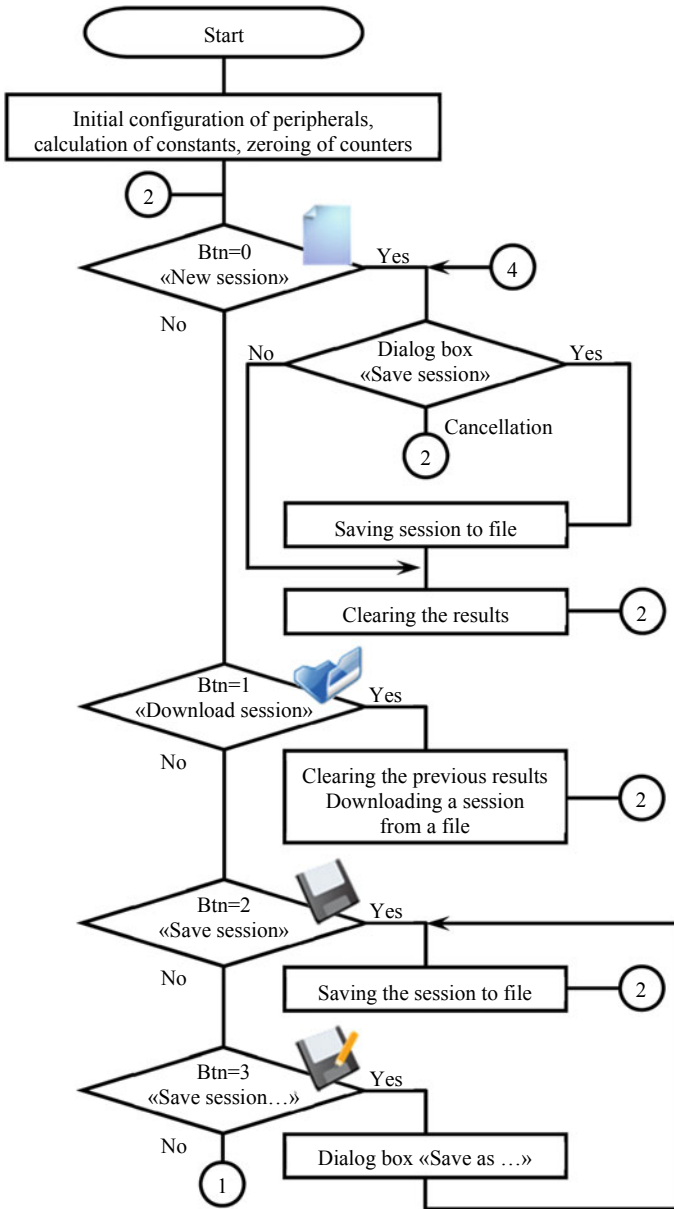 Start
Initial configuration of peripherals,
calculation of constants, zeroing of counters
2
Btn=0
«New session»
Yes
4
No
Dialog box
«Save session»
No
Yes
Cancellation
2
Saving session to file
Clearing the results
2
Btn=1
«Download session»
Yes
No
Clearing the previous results
Downloading a session
from a file
2
Btn=2
«Save session»
Yes
No
Saving the session to file
2
Btn=3
«Save session…»
Yes
No
Dialog box «Save as …»
1